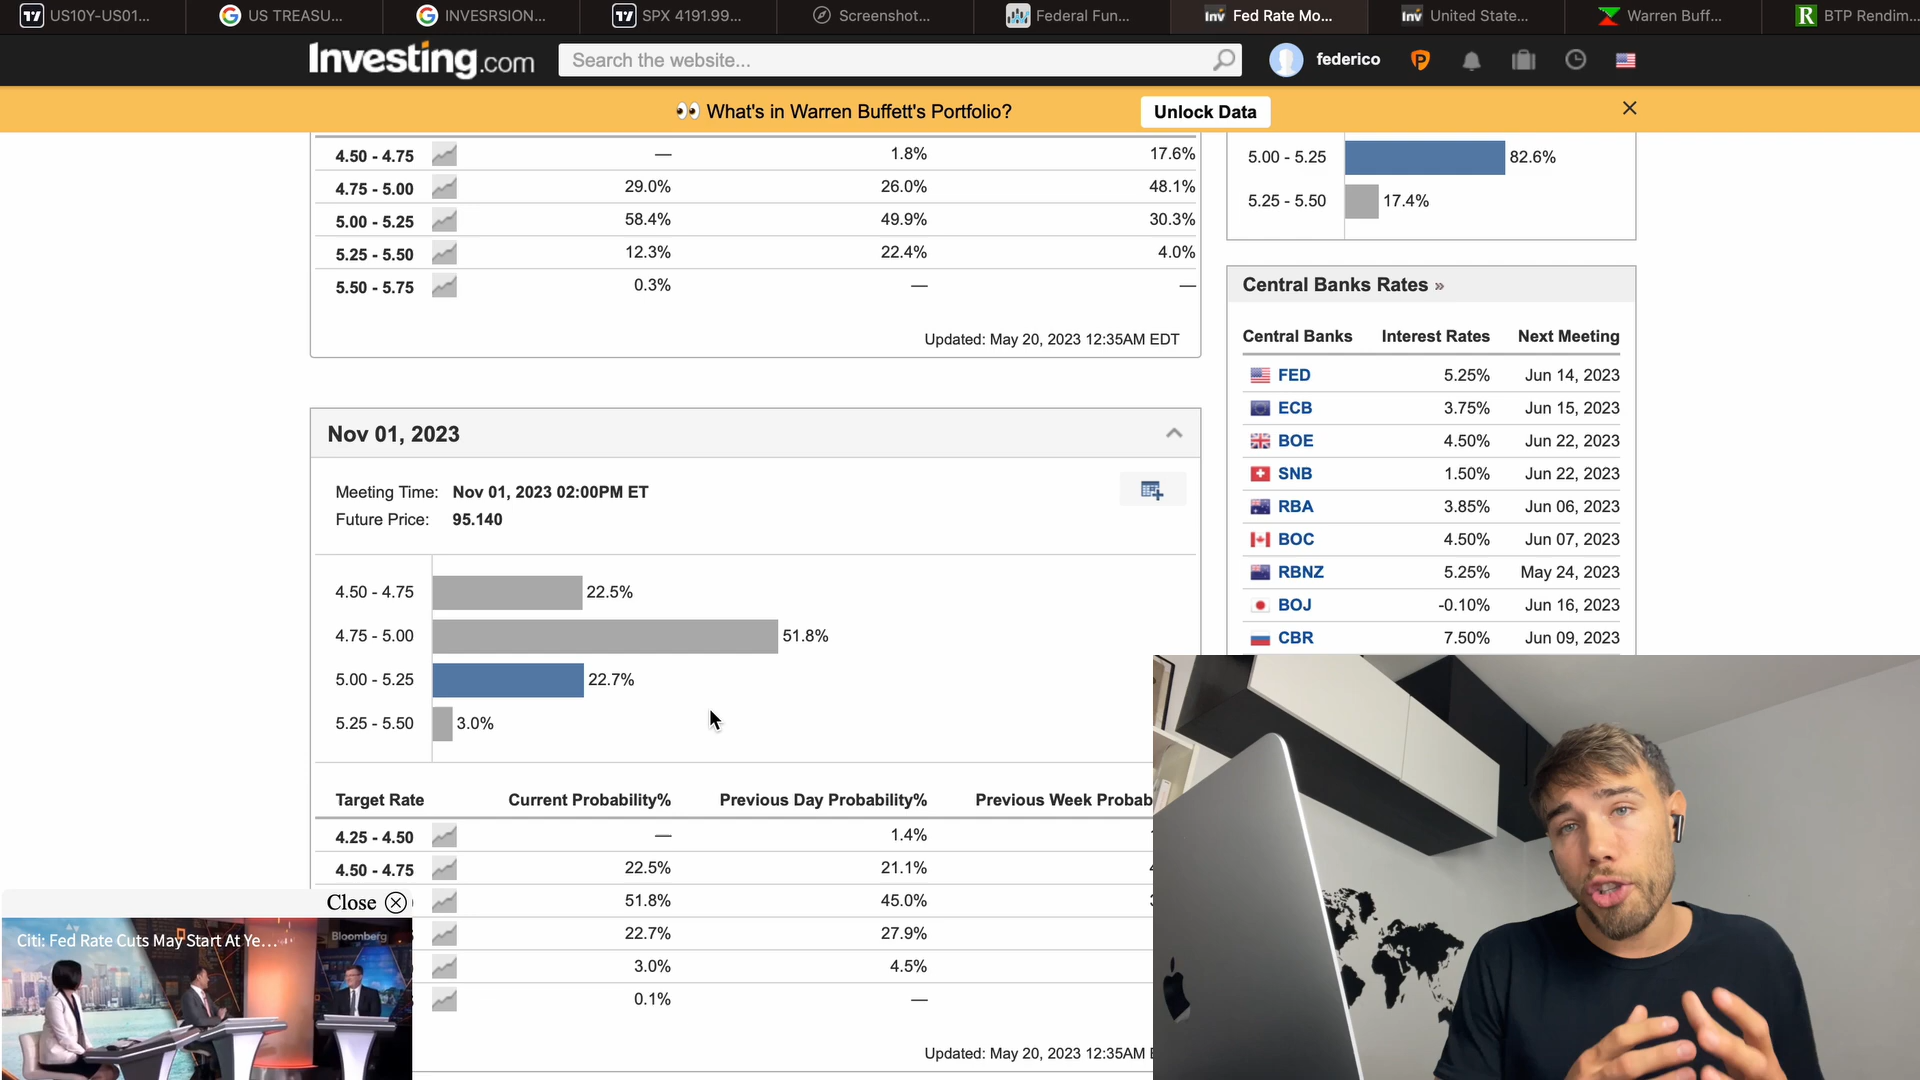 US10Y-US01...
US TREASU...
INVESRSION...
SPX 4191.99...
Screenshot...
Federal Fun...
Fed Rate Mo...
United State...
Warren Buff...
BTP Rendim...
Investing.com
Search the website...
federico
What's in Warren Buffett's Portfolio?
Unlock Data
4.50 - 4.75 — 1.8% 17.6%
4.75 - 5.00 29.0% 26.0% 48.1%
5.00 - 5.25 58.4% 49.9% 30.3%
5.25 - 5.50 12.3% 22.4% 4.0%
5.50 - 5.75 0.3% — —
Updated: May 20, 2023 12:35AM EDT
5.00 - 5.25 82.6%
5.25 - 5.50 17.4%
Central Banks Rates »
Central Banks Interest Rates Next Meeting
FED 5.25% Jun 14, 2023
ECB 3.75% Jun 15, 2023
BOE 4.50% Jun 22, 2023
SNB 1.50% Jun 22, 2023
RBA 3.85% Jun 06, 2023
BOC 4.50% Jun 07, 2023
RBNZ 5.25% May 24, 2023
BOJ -0.10% Jun 16, 2023
CBR 7.50% Jun 09, 2023
Nov 01, 2023
Meeting Time: Nov 01, 2023 02:00PM ET
Future Price: 95.140
4.50 - 4.75 22.5%
4.75 - 5.00 51.8%
5.00 - 5.25 22.7%
5.25 - 5.50 3.0%
Target Rate Current Probability% Previous Day Probability% Previous Week Probab
4.25 - 4.50 — 1.4%
4.50 - 4.75 22.5% 21.1%
51.8% 45.0%
22.7% 27.9%
3.0% 4.5%
0.1% —
Updated: May 20, 2023 12:35AM
Close
Citi: Fed Rate Cuts May Start At Ye...
Bloomberg